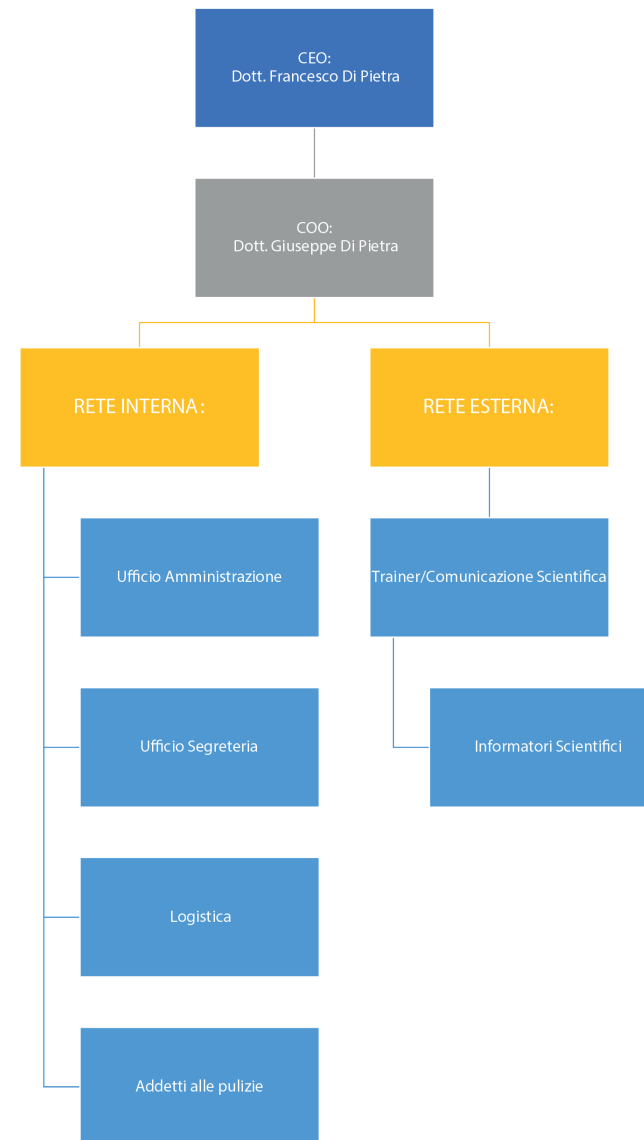 CEO:
Dott. Francesco Di Pietra
COO:
Dott. Giuseppe Di Pietra
RETE INTERNA :
RETE ESTERNA:
Ufficio Amministrazione
Trainer/Comunicazione Scientifica
Ufficio Segreteria
Informatori Scientifici
Logistica
Addetti alle pulizie